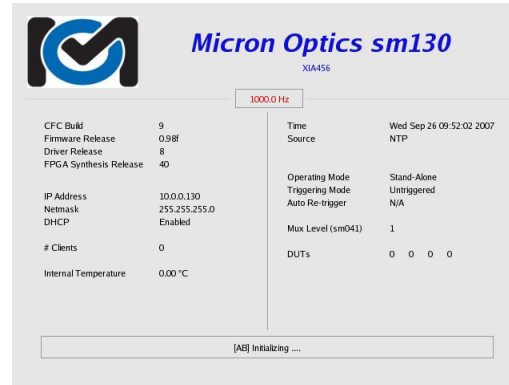 Micron Optics sm130
XIA456
1000.0 Hz
CFC Build 9
Firmware Release 0.98f
Driver Release 8
FPGA Synthesis Release 40
IP Address 10.0.0.130
Netmask 255.255.255.0
DHCP Enabled
# Clients 0
Internal Temperature 0.00 °C
Time Wed Sep 26 09:52:02 2007
Source NTP
Operating Mode Stand-Alone
Triggering Mode Untriggered
Auto Re-trigger N/A
Mux Level (sm041) 1
DUTs 0 0 0 0
[AB] Initializing ....